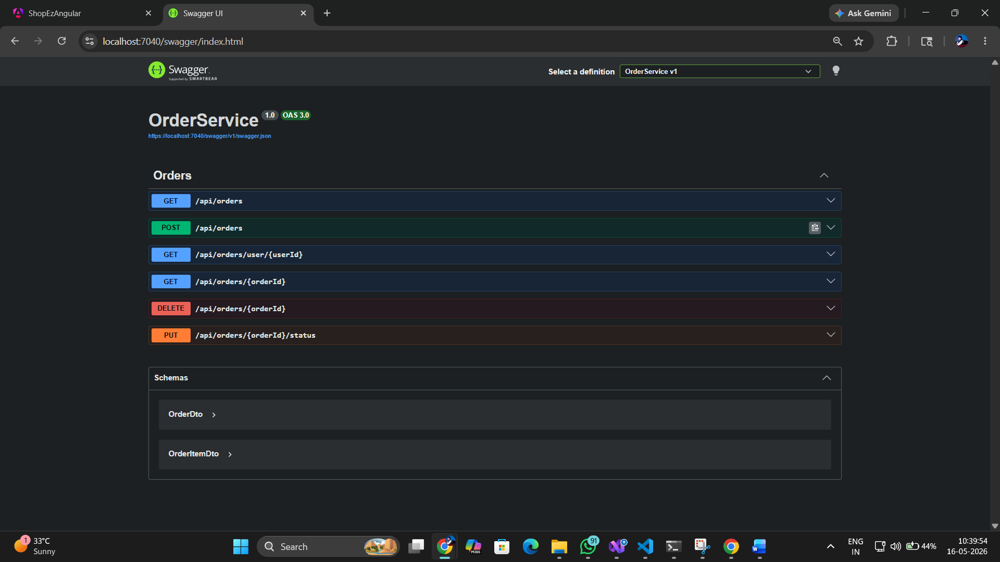 ShopEzAngular
Swagger UI
Ask Gemini
localhost:7040/swagger/index.html
Swagger
Supported by SMARTBEAR
Select a definition
OrderService v1
OrderService 1.0 OAS 3.0
https://localhost:7040/swagger/v1/swagger.json
Orders
GET /api/orders
POST /api/orders
GET /api/orders/user/{userId}
GET /api/orders/{orderId}
DELETE /api/orders/{orderId}
PUT /api/orders/{orderId}/status
Schemas
OrderDto
OrderItemDto
1
33°C
Sunny
Search
M365
91
ENG
IN
44%
10:39:54
16-05-2026